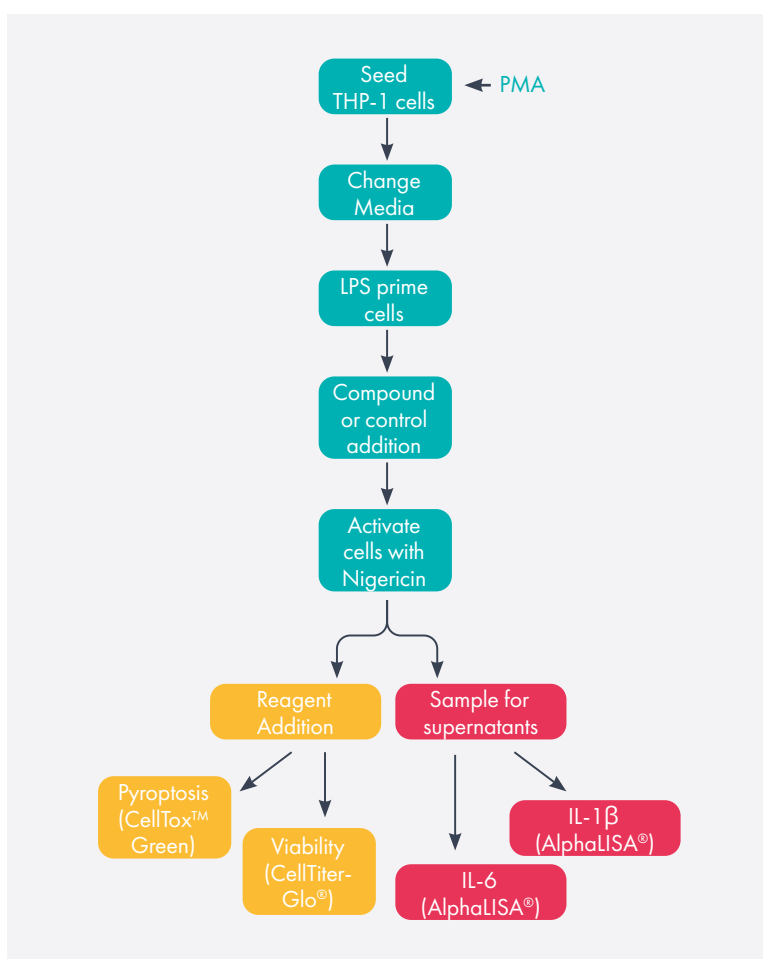 Seed
THP-1 cells
PMA
Change
Media
LPS prime
cells
Compound
or control
addition
Activate
cells with
Nigericin
Reagent
Addition
Sample for
supernatants
Pyroptosis
(CellTox™
Green)
Viability
(CellTiter-
Glo®)
IL-6
(AlphaLISA®)
IL-1β
(AlphaLISA®)